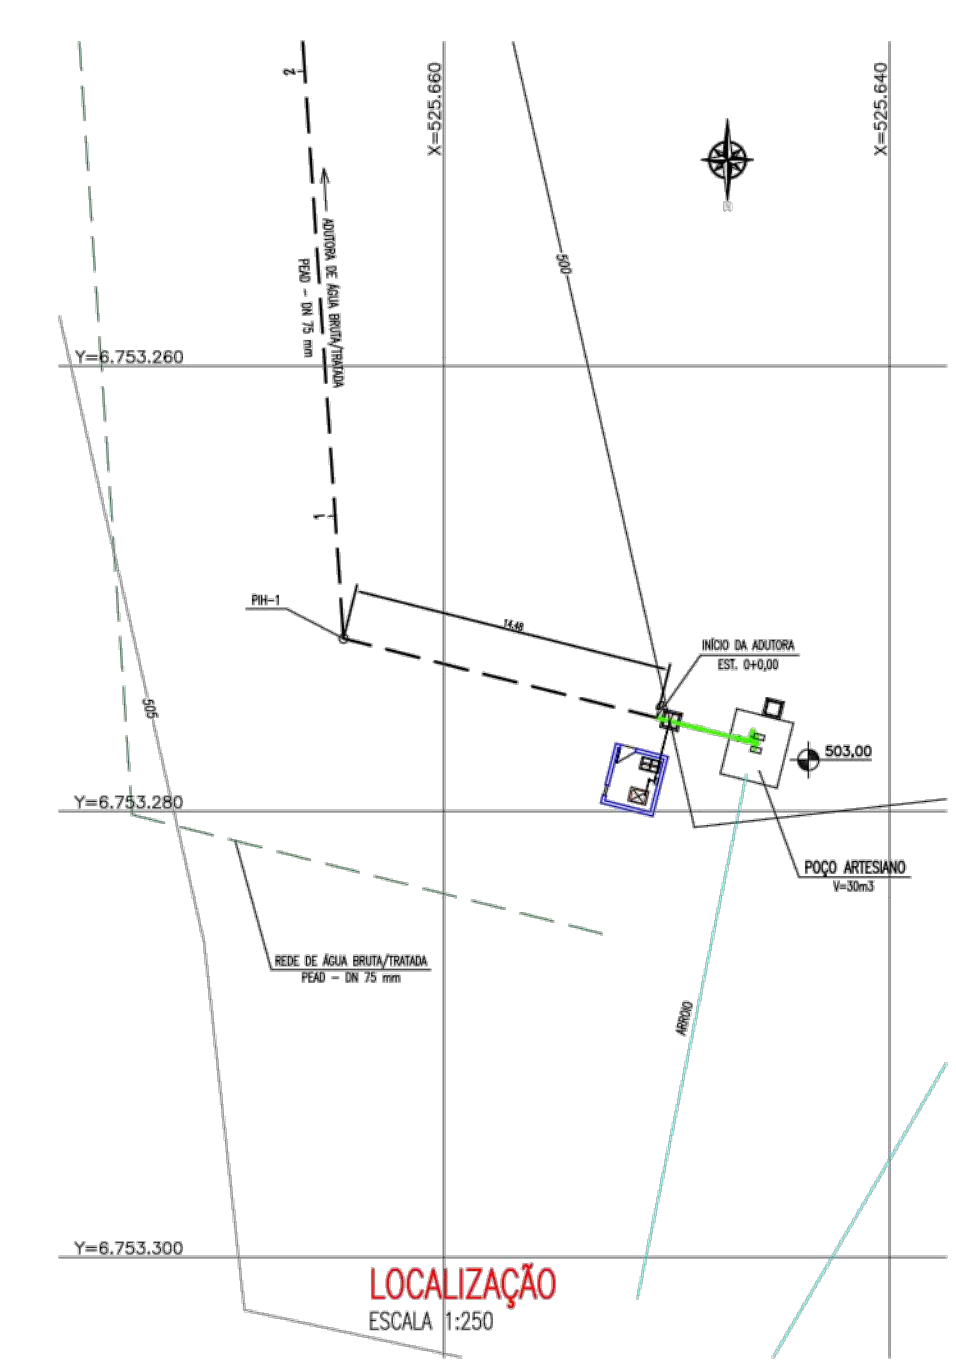 2
X=525.660
X=525.640
N
ADUTORA DE ÁGUA BRUTA/TRATADA
PEAD - DN 75 mm
500
Y=6.753.260
1
PIH-1
14.48
INÍCIO DA ADUTORA
EST. 0+0,00
505
503,00
Y=6.753.280
POÇO ARTESIANO
V=30m3
REDE DE ÁGUA BRUTA/TRATADA
PEAD - DN 75 mm
ARROIO
Y=6.753.300
LOCALIZAÇÃO
ESCALA 1:250